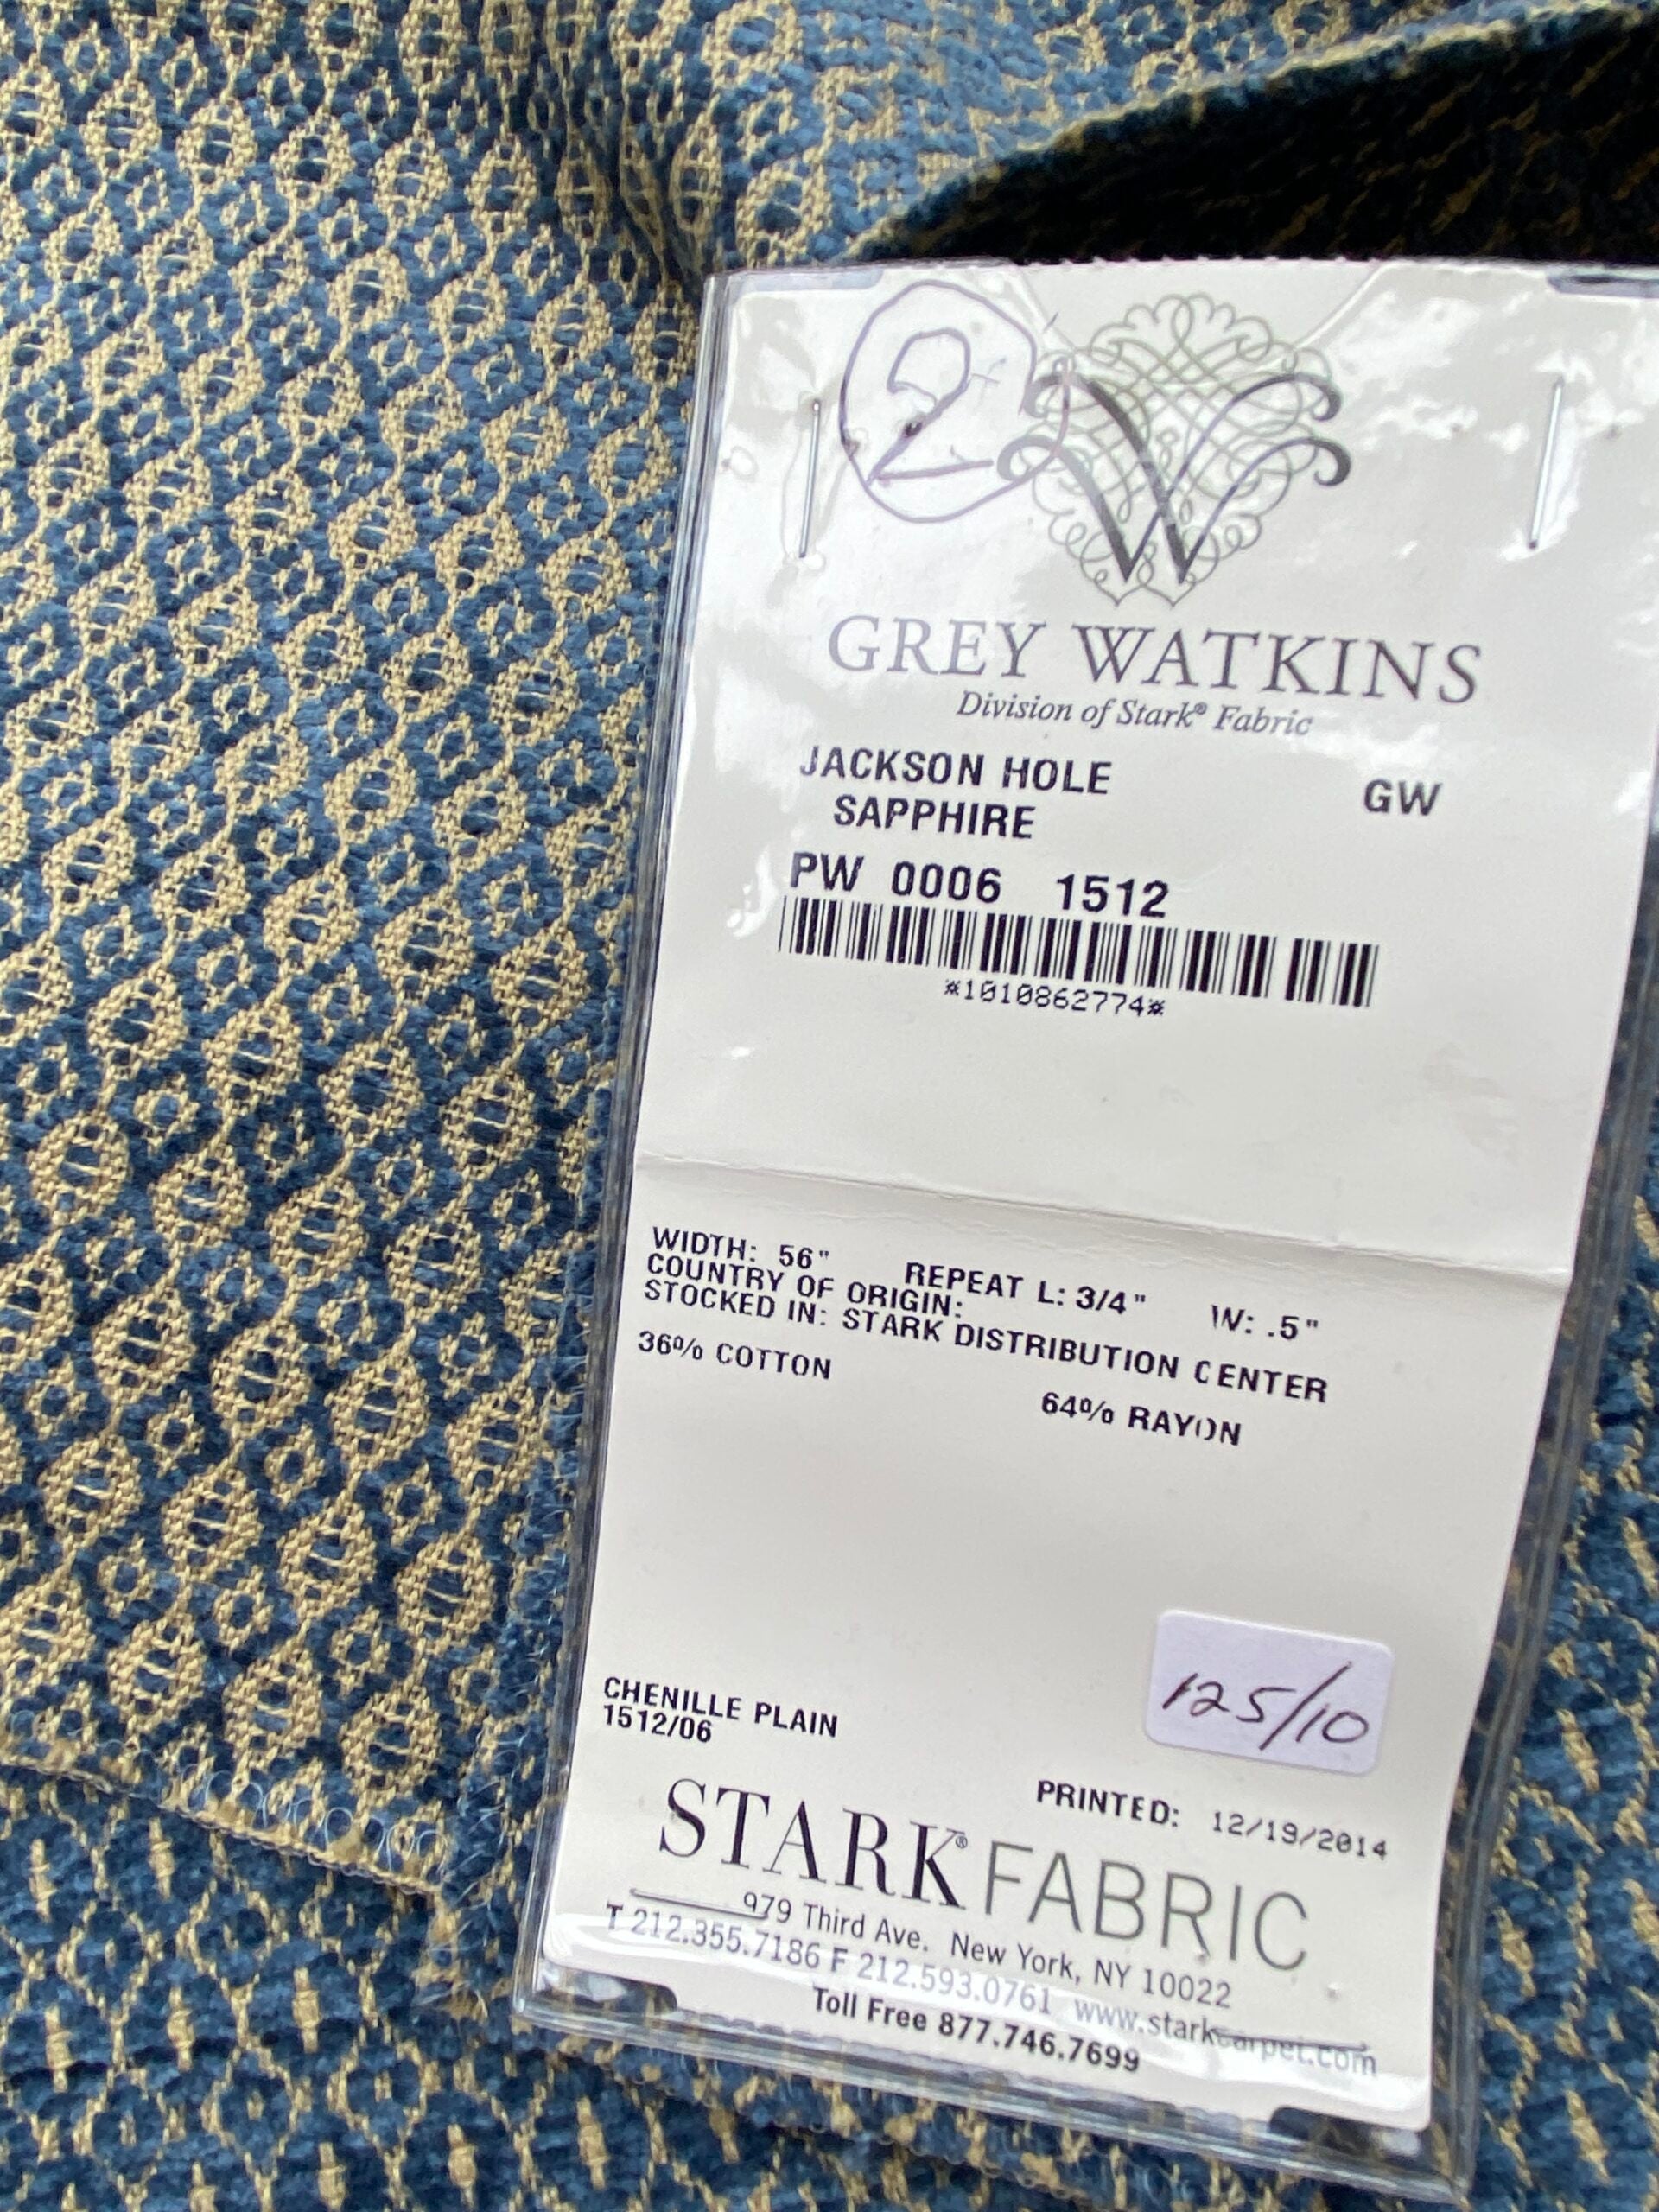 2
W
GREY WATKINS
Division of Stark® Fabric
JACKSON HOLE GW
SAPPHIRE
PW 0006 1512
*1010862774*
WIDTH: 56" REPEAT L: 3/4" W: .5"
COUNTRY OF ORIGIN:
STOCKED IN: STARK DISTRIBUTION CENTER
36% COTTON 64% RAYON
125/10
CHENILLE PLAIN
1512/06
PRINTED: 12/19/2014
STARK® FABRIC
979 Third Ave. New York, NY 10022
T 212.355.7186 F 212.593.0761 www.starkcarpet.com
Toll Free 877.746.7699